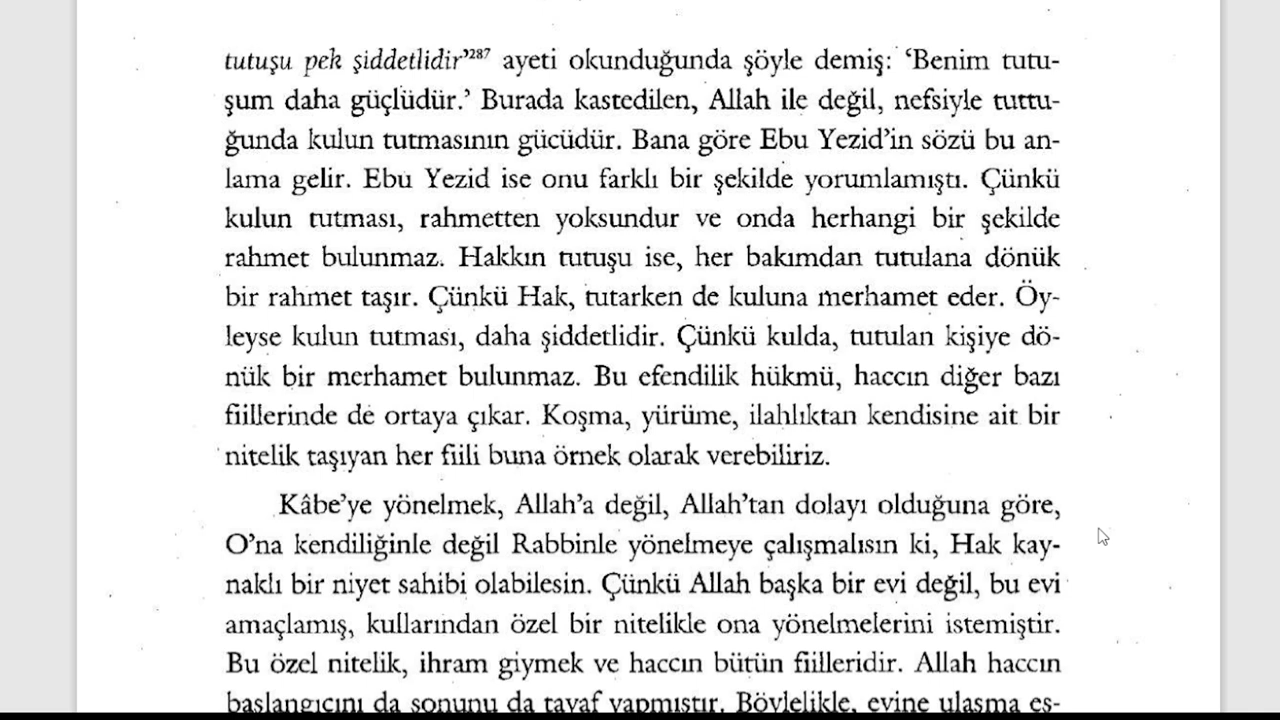 tutuşu pek şiddetlidir’²⁸⁷ ayeti okunduğunda şöyle demiş: ‘Benim tutu-
şum daha güçlüdür.’ Burada kastedilen, Allah ile değil, nefsiyle tuttu-
ğunda kulun tutmasının gücüdür. Bana göre Ebu Yezid’in sözü bu an-
lama gelir. Ebu Yezid ise onu farklı bir şekilde yorumlamıştı. Çünkü
kulun tutması, rahmetten yoksundur ve onda herhangi bir şekilde
rahmet bulunmaz. Hakkın tutuşu ise, her bakımdan tutulana dönük
bir rahmet taşır. Çünkü Hak, tutarken de kuluna merhamet eder. Öy-
leyse kulun tutması, daha şiddetlidir. Çünkü kulda, tutulan kişiye dö-
nük bir merhamet bulunmaz. Bu efendilik hükmü, haccın diğer bazı
fiillerinde de ortaya çıkar. Koşma, yürüme, ilahlıktan kendisine ait bir
nitelik taşıyan her fiili buna örnek olarak verebiliriz.
Kâbe’ye yönelmek, Allah’a değil, Allah’tan dolayı olduğuna göre,
O’na kendiliğinle değil Rabbinle yönelmeye çalışmalısın ki, Hak kay-
naklı bir niyet sahibi olabilesin. Çünkü Allah başka bir evi değil, bu evi
amaçlamış, kullarından özel bir nitelikle ona yönelmelerini istemiştir.
Bu özel nitelik, ihram giymek ve haccın bütün fiilleridir. Allah haccın
başlangıcını da sonunu da tavaf yapmıştır. Böylelikle, evine ulaşma es-